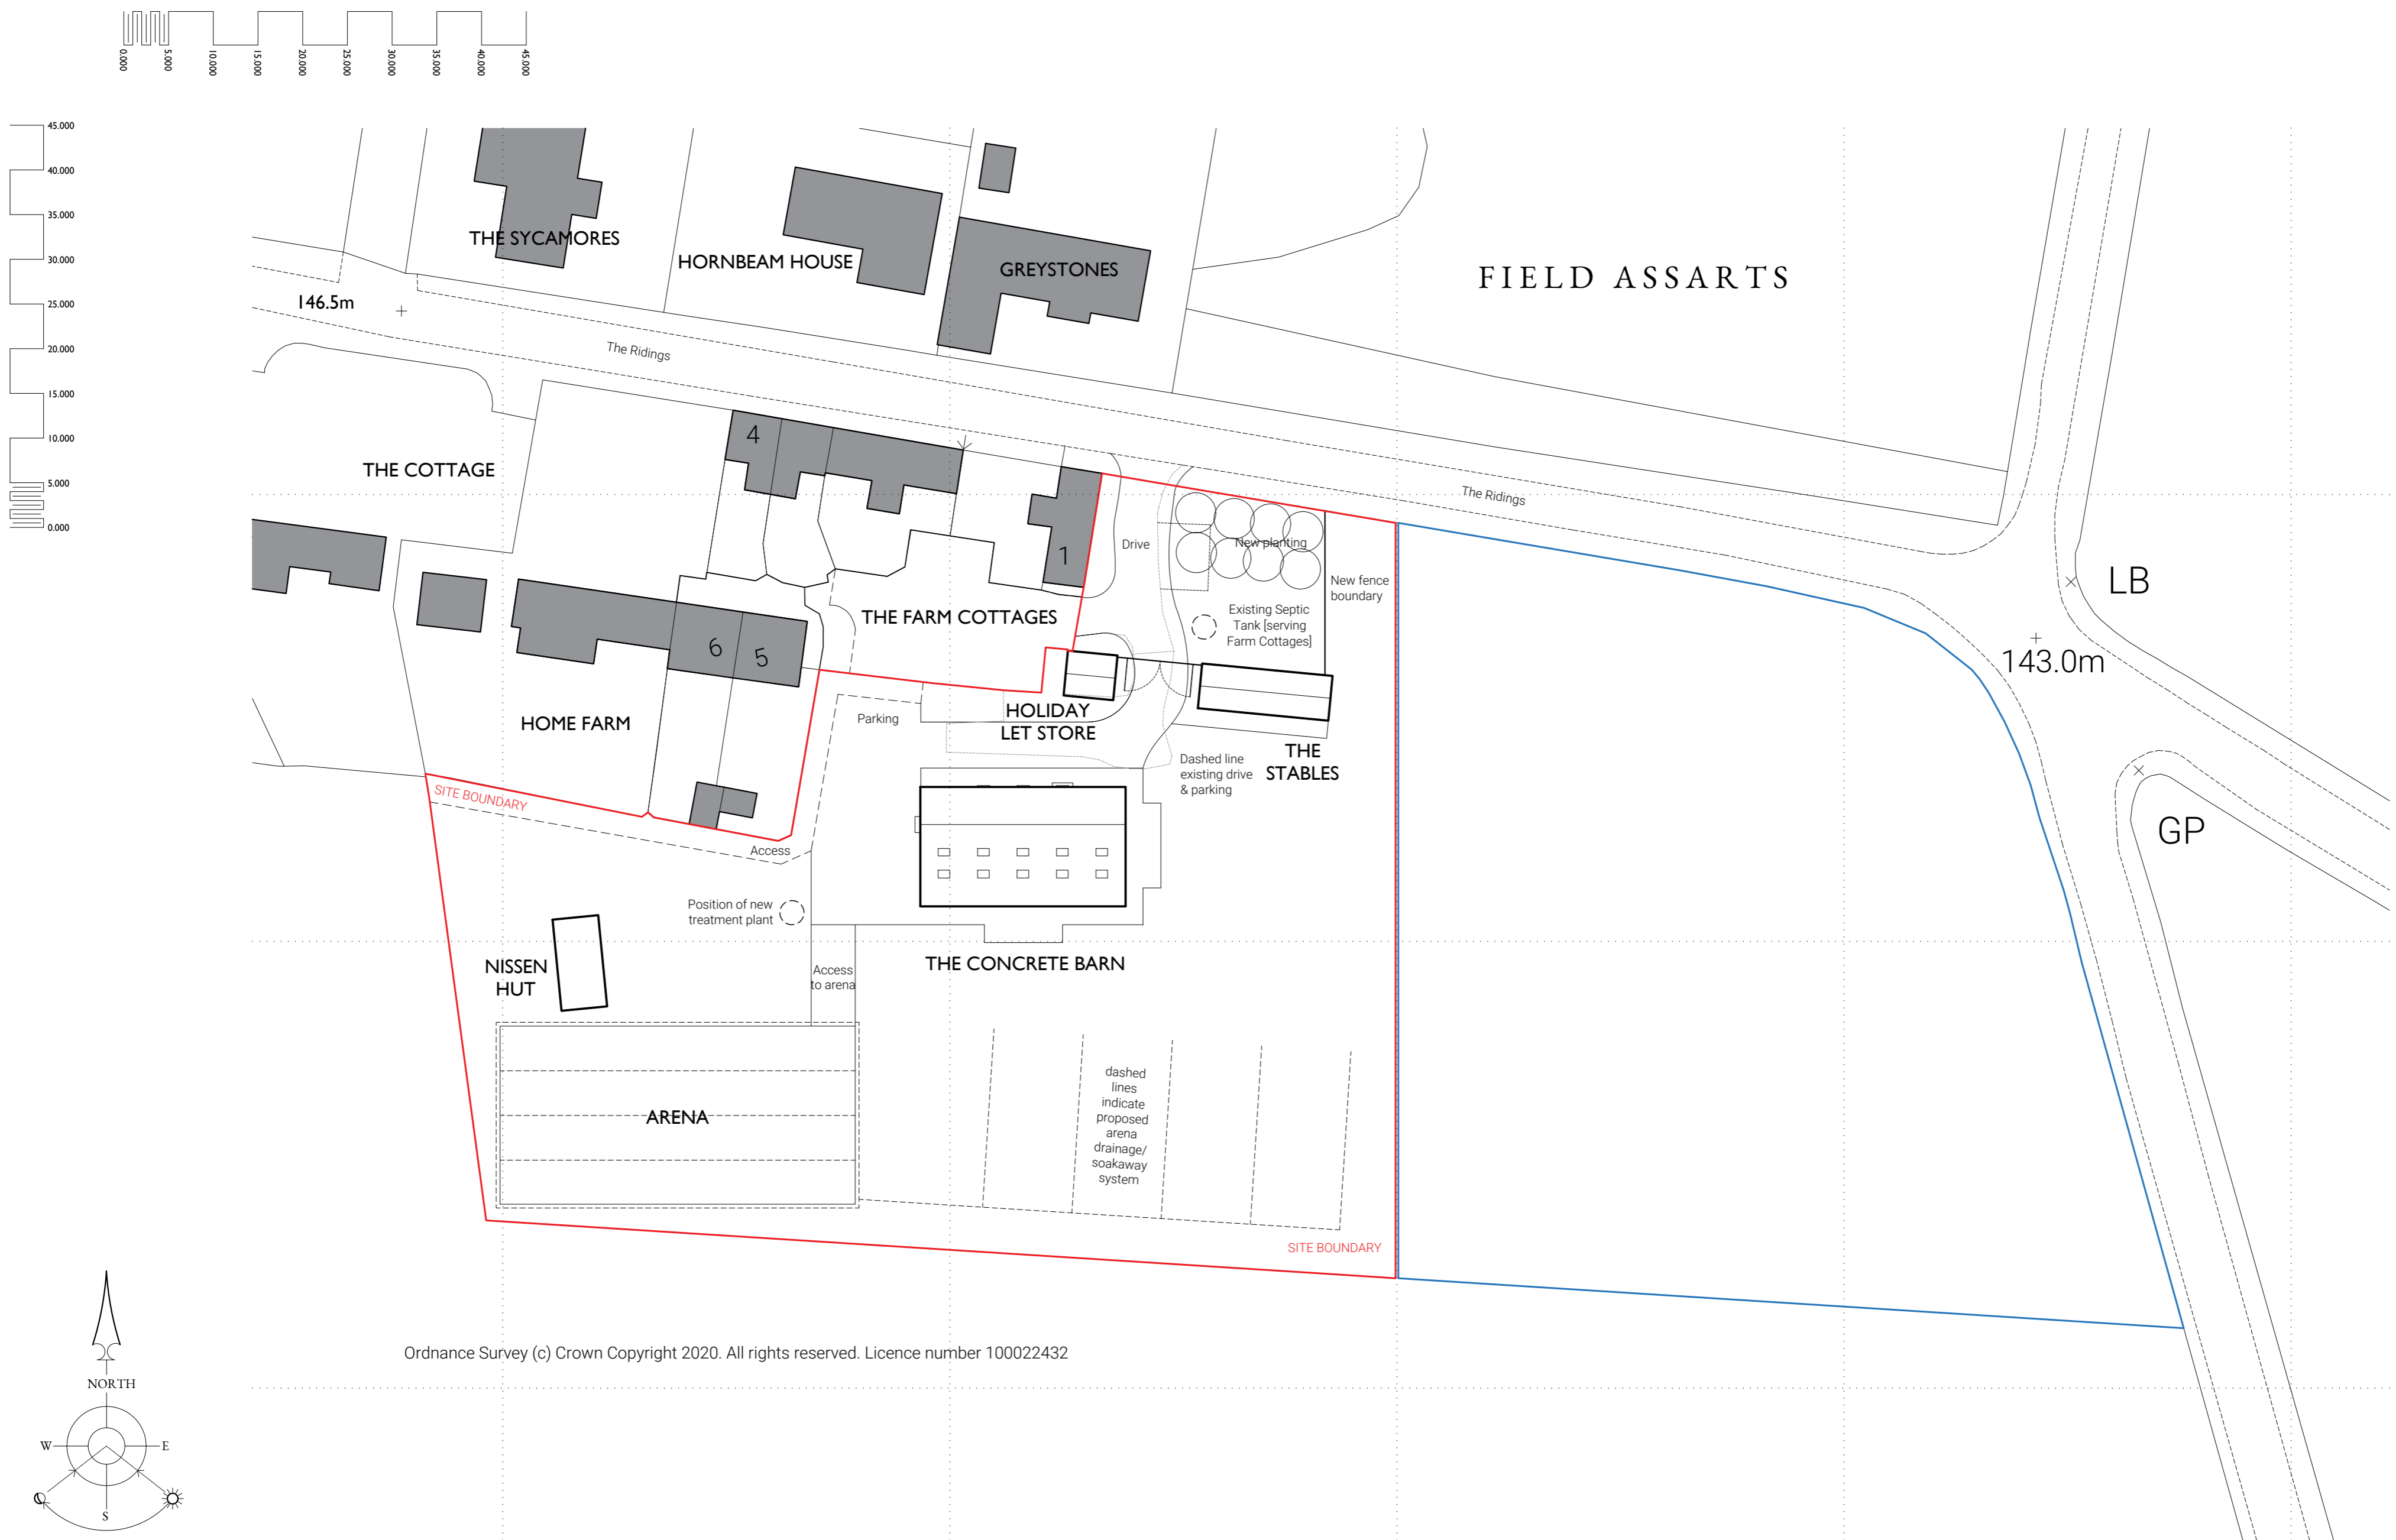 0.000
5.000
10.000
15.000
20.000
25.000
30.000
35.000
40.000
45.000
45.000
40.000
35.000
30.000
25.000
20.000
15.000
10.000
5.000
0.000
THE SYCAMORES
HORNBEAM HOUSE
GREYSTONES
FIELD ASSARTS
146.5m
The Ridings
4
THE COTTAGE
The Ridings
1
Drive
New planting
New fence
boundary
LB
Existing Septic
Tank [serving
Farm Cottages]
THE FARM COTTAGES
6
5
143.0m
HOME FARM
Parking
HOLIDAY
LET STORE
THE
STABLES
Dashed line
existing drive
& parking
SITE BOUNDARY
GP
Access
Position of new
treatment plant
NISSEN
HUT
Access
to arena
THE CONCRETE BARN
ARENA
dashed
lines
indicate
proposed
arena
drainage/
soakaway
system
SITE BOUNDARY
Ordnance Survey (c) Crown Copyright 2020. All rights reserved. Licence number 100022432
NORTH
W
E
S